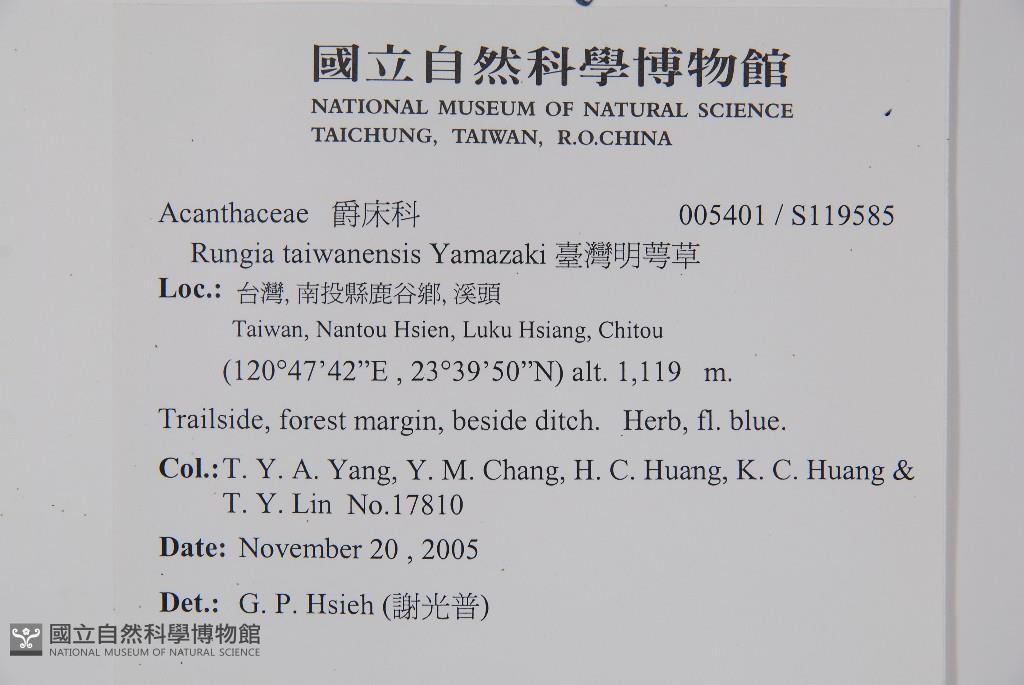 國立自然科學博物館
NATIONAL MUSEUM OF NATURAL SCIENCE
TAICHUNG, TAIWAN, R.O.CHINA
Acanthaceae 爵床科 005401 / S119585
Rungia taiwanensis Yamazaki 臺灣明萼草
Loc.: 台灣, 南投縣鹿谷鄉, 溪頭
Taiwan, Nantou Hsien, Luku Hsiang, Chitou
(120°47’42”E , 23°39’50”N) alt. 1,119 m.
Trailside, forest margin, beside ditch. Herb, fl. blue.
Col.: T. Y. A. Yang, Y. M. Chang, H. C. Huang, K. C. Huang &
T. Y. Lin No.17810
Date: November 20 , 2005
Det.: G. P. Hsieh (謝光普)
國立自然科學博物館
NATIONAL MUSEUM OF NATURAL SCIENCE